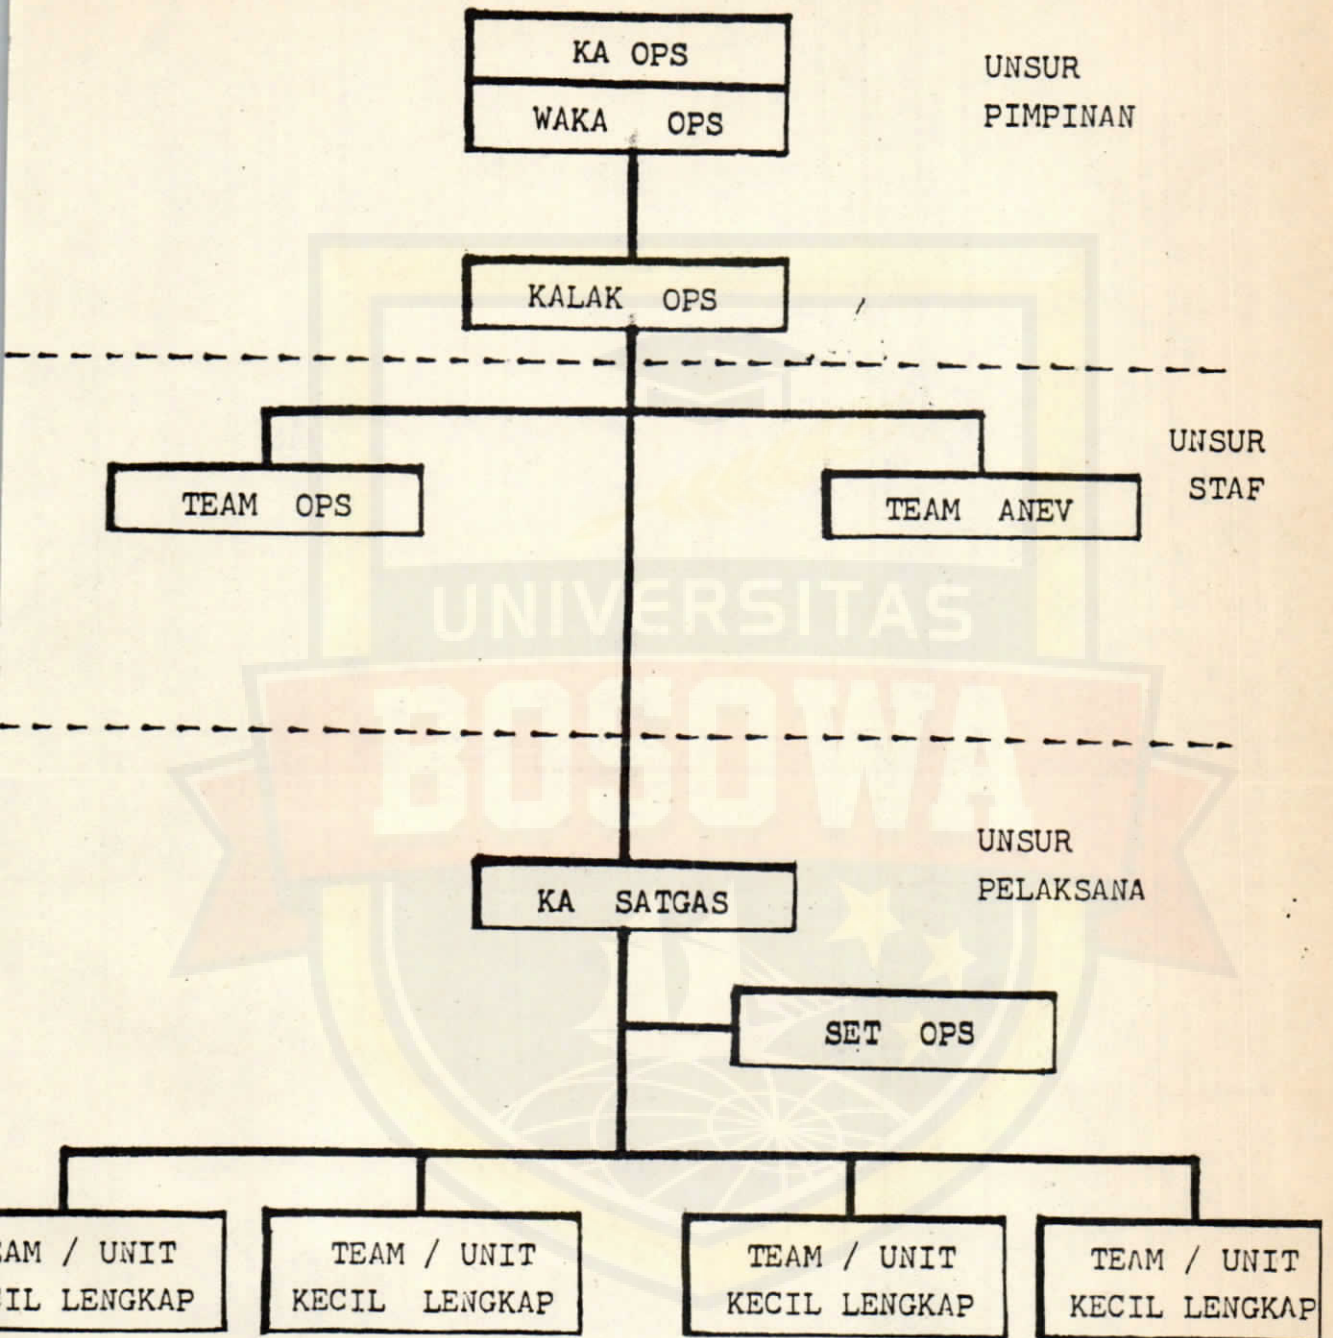 KA OPS
UNSUR
WAKA OPS
PIMPINAN
KALAK OPS
UNSUR
STAF
TEAM OPS
TEAM ANEV
UNIVERSITAS
BOSOWA
UNSUR
PELAKSANA
KA SATGAS
SET OPS
TEAM / UNIT
KECIL LENGKAP
TEAM / UNIT
KECIL LENGKAP
TEAM / UNIT
KECIL LENGKAP
/ UNIT
LENGKAP